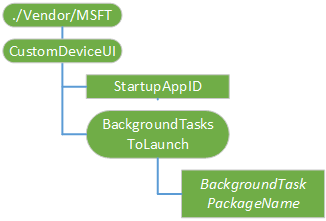 ./Vendor/MSFT
CustomDeviceUI
StartupAppID
BackgroundTasks
ToLaunch
BackgroundTask
PackageName